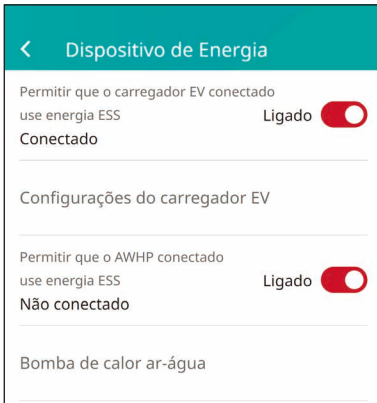 Dispositivo de Energia
Permitir que o carregador EV conectado
use energia ESS
Ligado
Conectado
Configurações do carregador EV
Permitir que o AWHP conectado
use energia ESS
Ligado
Não conectado
Bomba de calor ar-água